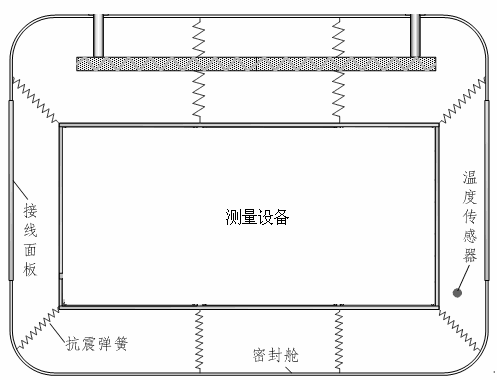 测量设备
接线面板
温度传感器
抗震弹簧
密封舱